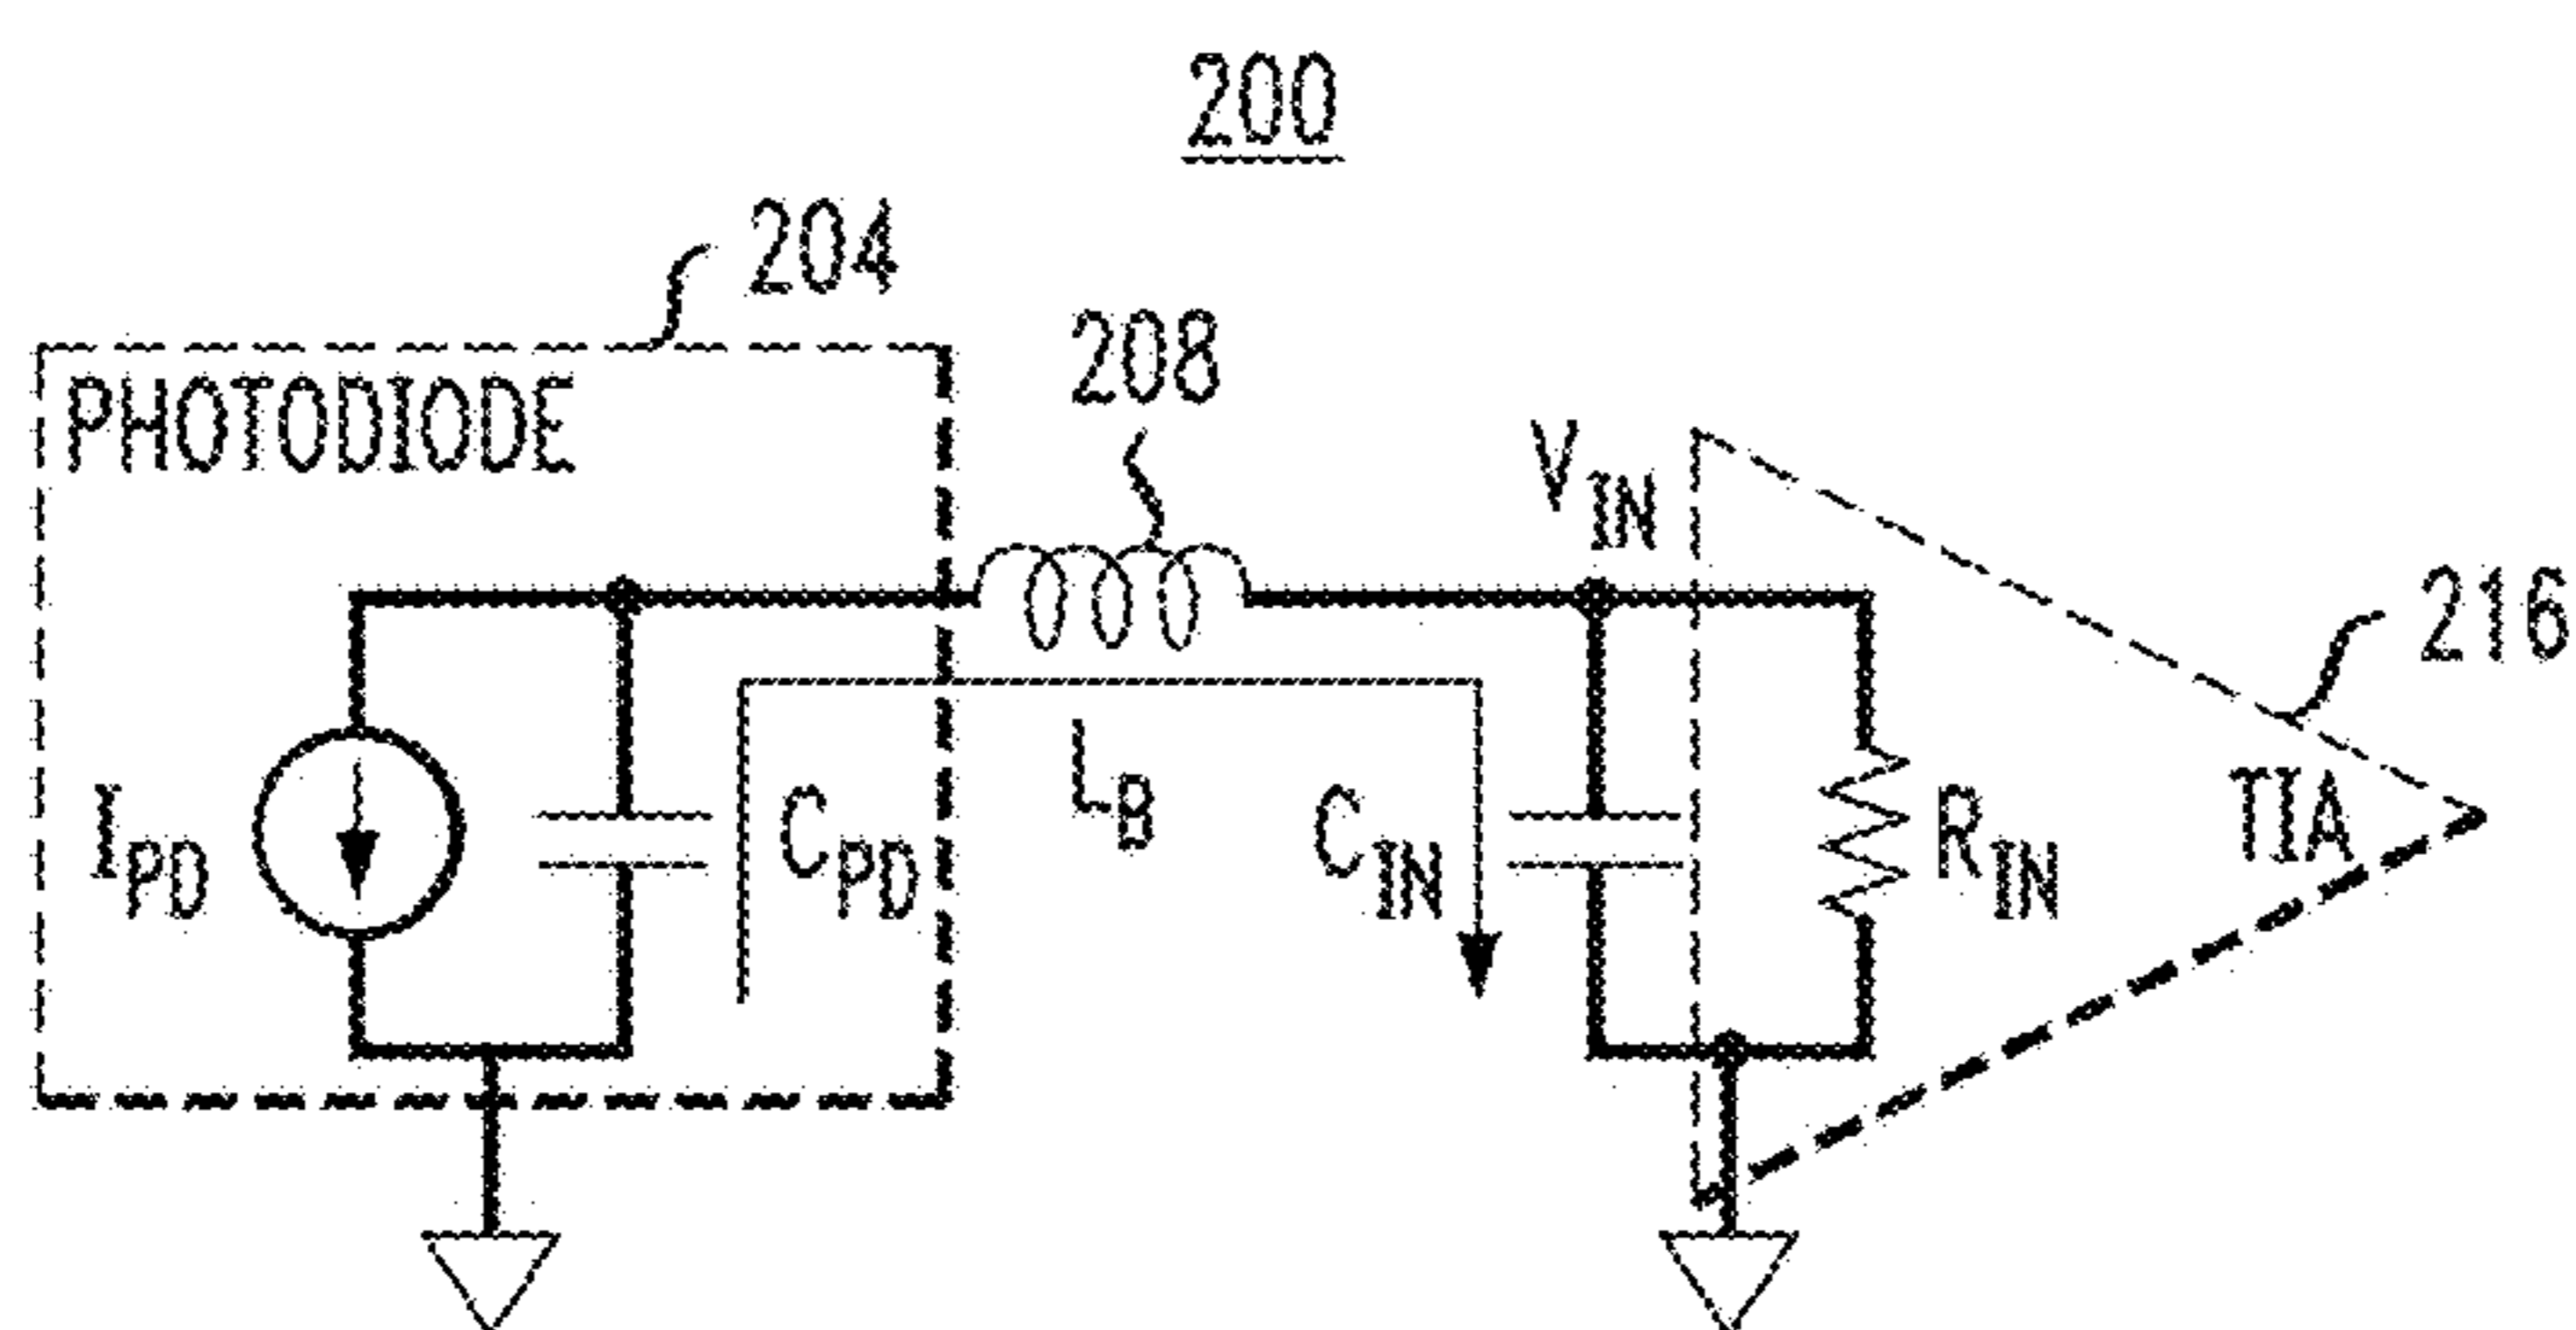 200
204
PHOTODIODE
208
V_IN
216
I_PD
C_PD
L_B
C_IN
R_IN
TIA